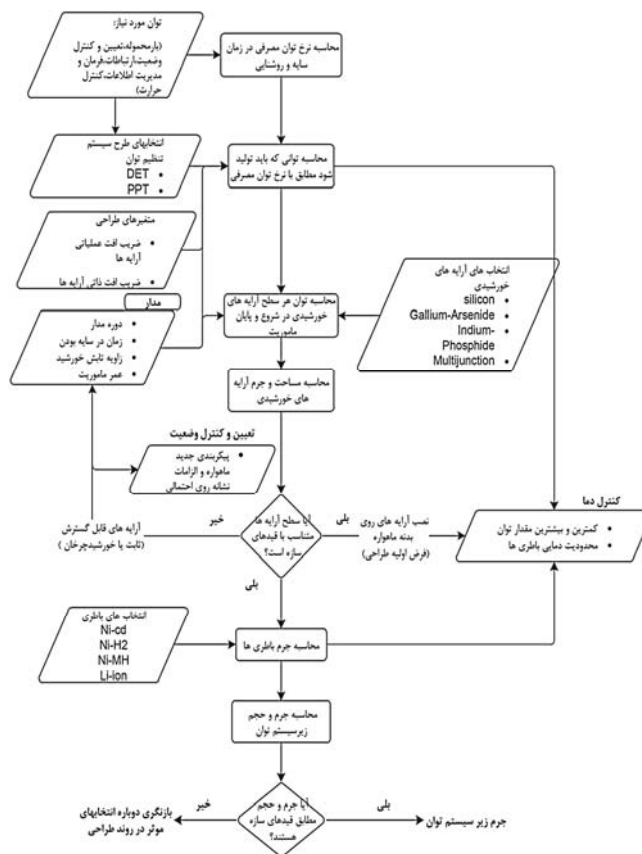 توان مورد نیاز:
(بارمحموله،تعیین و کنترل
وضعیت،ارتباطات،فرمان و
مدیریت اطلاعات،کنترل
حرارت)
محاسبه نرخ توان مصرفی در زمان
سایه و روشنایی
انتخابهای طرح سیستم
تنظیم توان
DET •
PPT •
محاسبه توانی که باید تولید
شود مطابق با نرخ توان مصرفی
متغیرهای طراحی
• ضریب افت عملیاتی
آرایه ها
• ضریب افت ذاتی آرایه ها
مدار
• دوره مدار
• زمان در سایه بودن
• زاویه تابش خورشید
• عمر ماموریت
محاسبه توان هر سطح آرایه های
خورشیدی در شروع و پایان
ماموریت
انتخاب های آرایه های
خورشیدی
silicon •
Gallium-Arsenide •
Indium- •
Phosphide
Multijunction •
محاسبه مساحت و جرم آرایه
های خورشیدی
تعیین و کنترل وضعیت
• پیکربندی جدید
ماهواره و الزامات
نشانه روی احتمالی
آرایه های قابل گسترش
(ثابت یا خورشیدچرخان )
خیر
آیا سطح آرایه ها
متناسب با قیدهای
سازه است؟
بلی
نصب آرایه های روی
بدنه ماهواره
(فرض اولیه طراحی)
کنترل دما
• کمترین و بیشترین مقدار توان
• محدودیت دمایی باطری ها
بلی
انتخاب های باطری
Ni-cd
Ni-H2
Ni-MH
Li-ion
محاسبه جرم باطری ها
محاسبه جرم و حجم
زیرسیستم توان
آیا جرم و حجم
مطابق قیدهای سازه
هستند؟
خیر
بازنگری دوباره انتخابهای
موثر در روند طراحی
بلی
جرم زیر سیستم توان